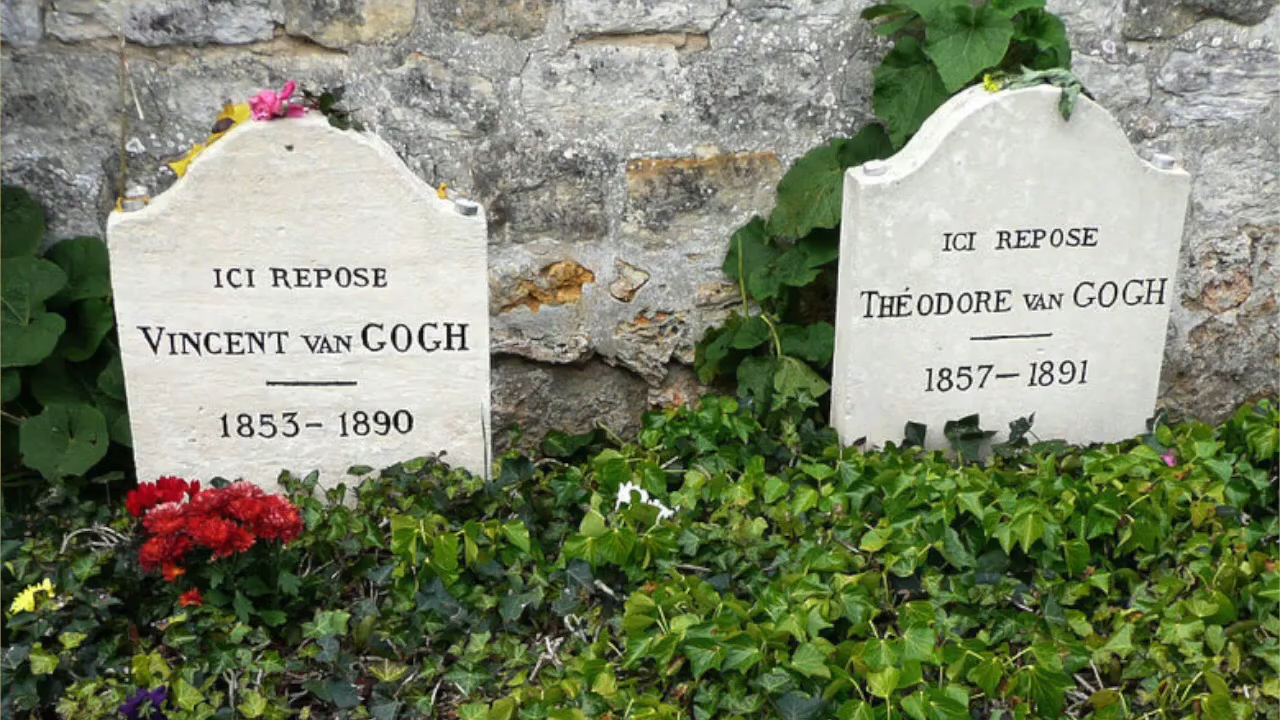 ICI REPOSE
VINCENT VAN GOGH
1853 – 1890
ICI REPOSE
THÉODORE VAN GOGH
1857 – 1891